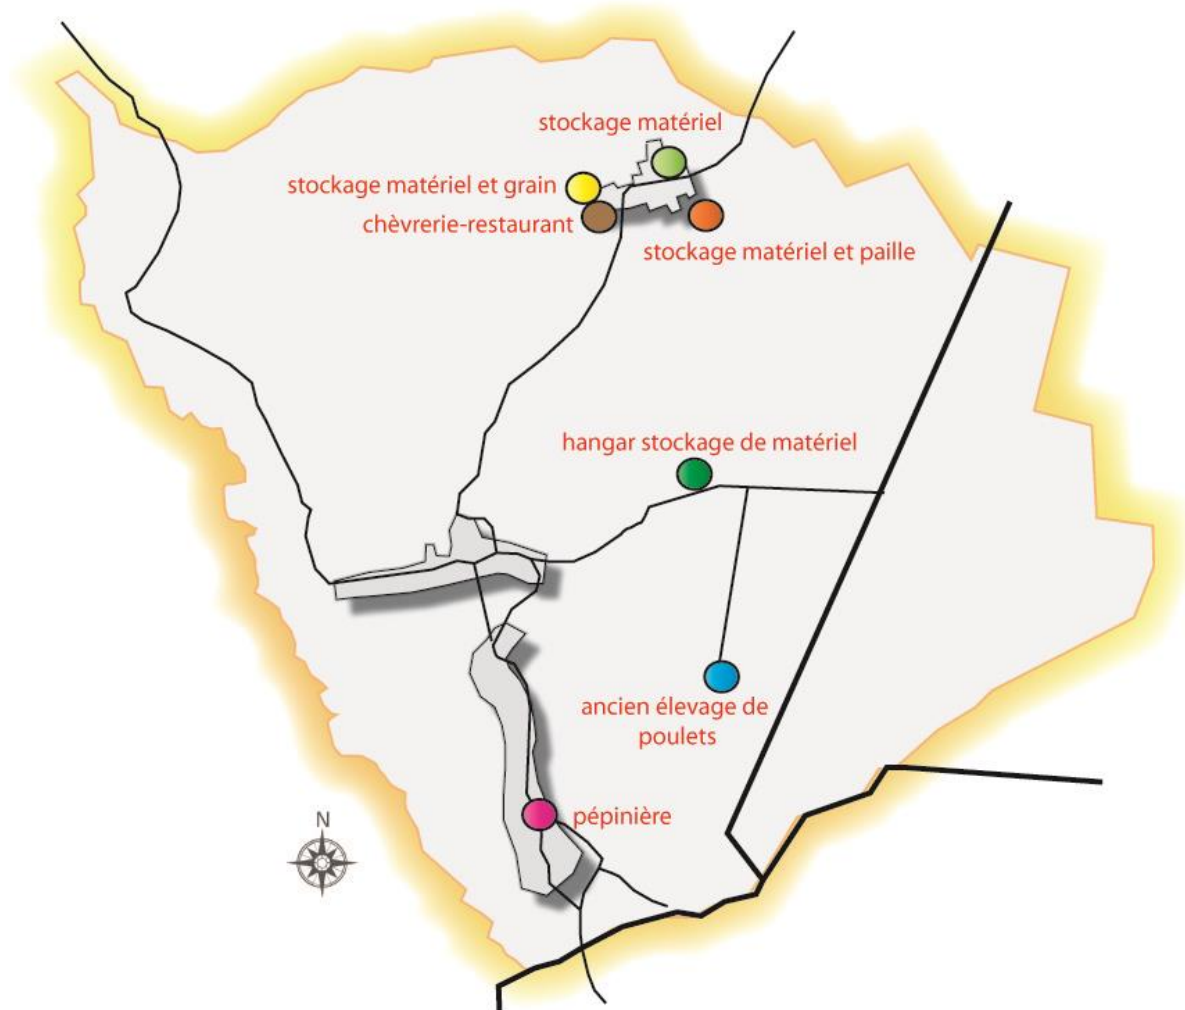 stockage matériel
stockage matériel et grain
chèvrerie-restaurant
stockage matériel et paille
hangar stockage de matériel
ancien élevage de
poulets
pépinière
N